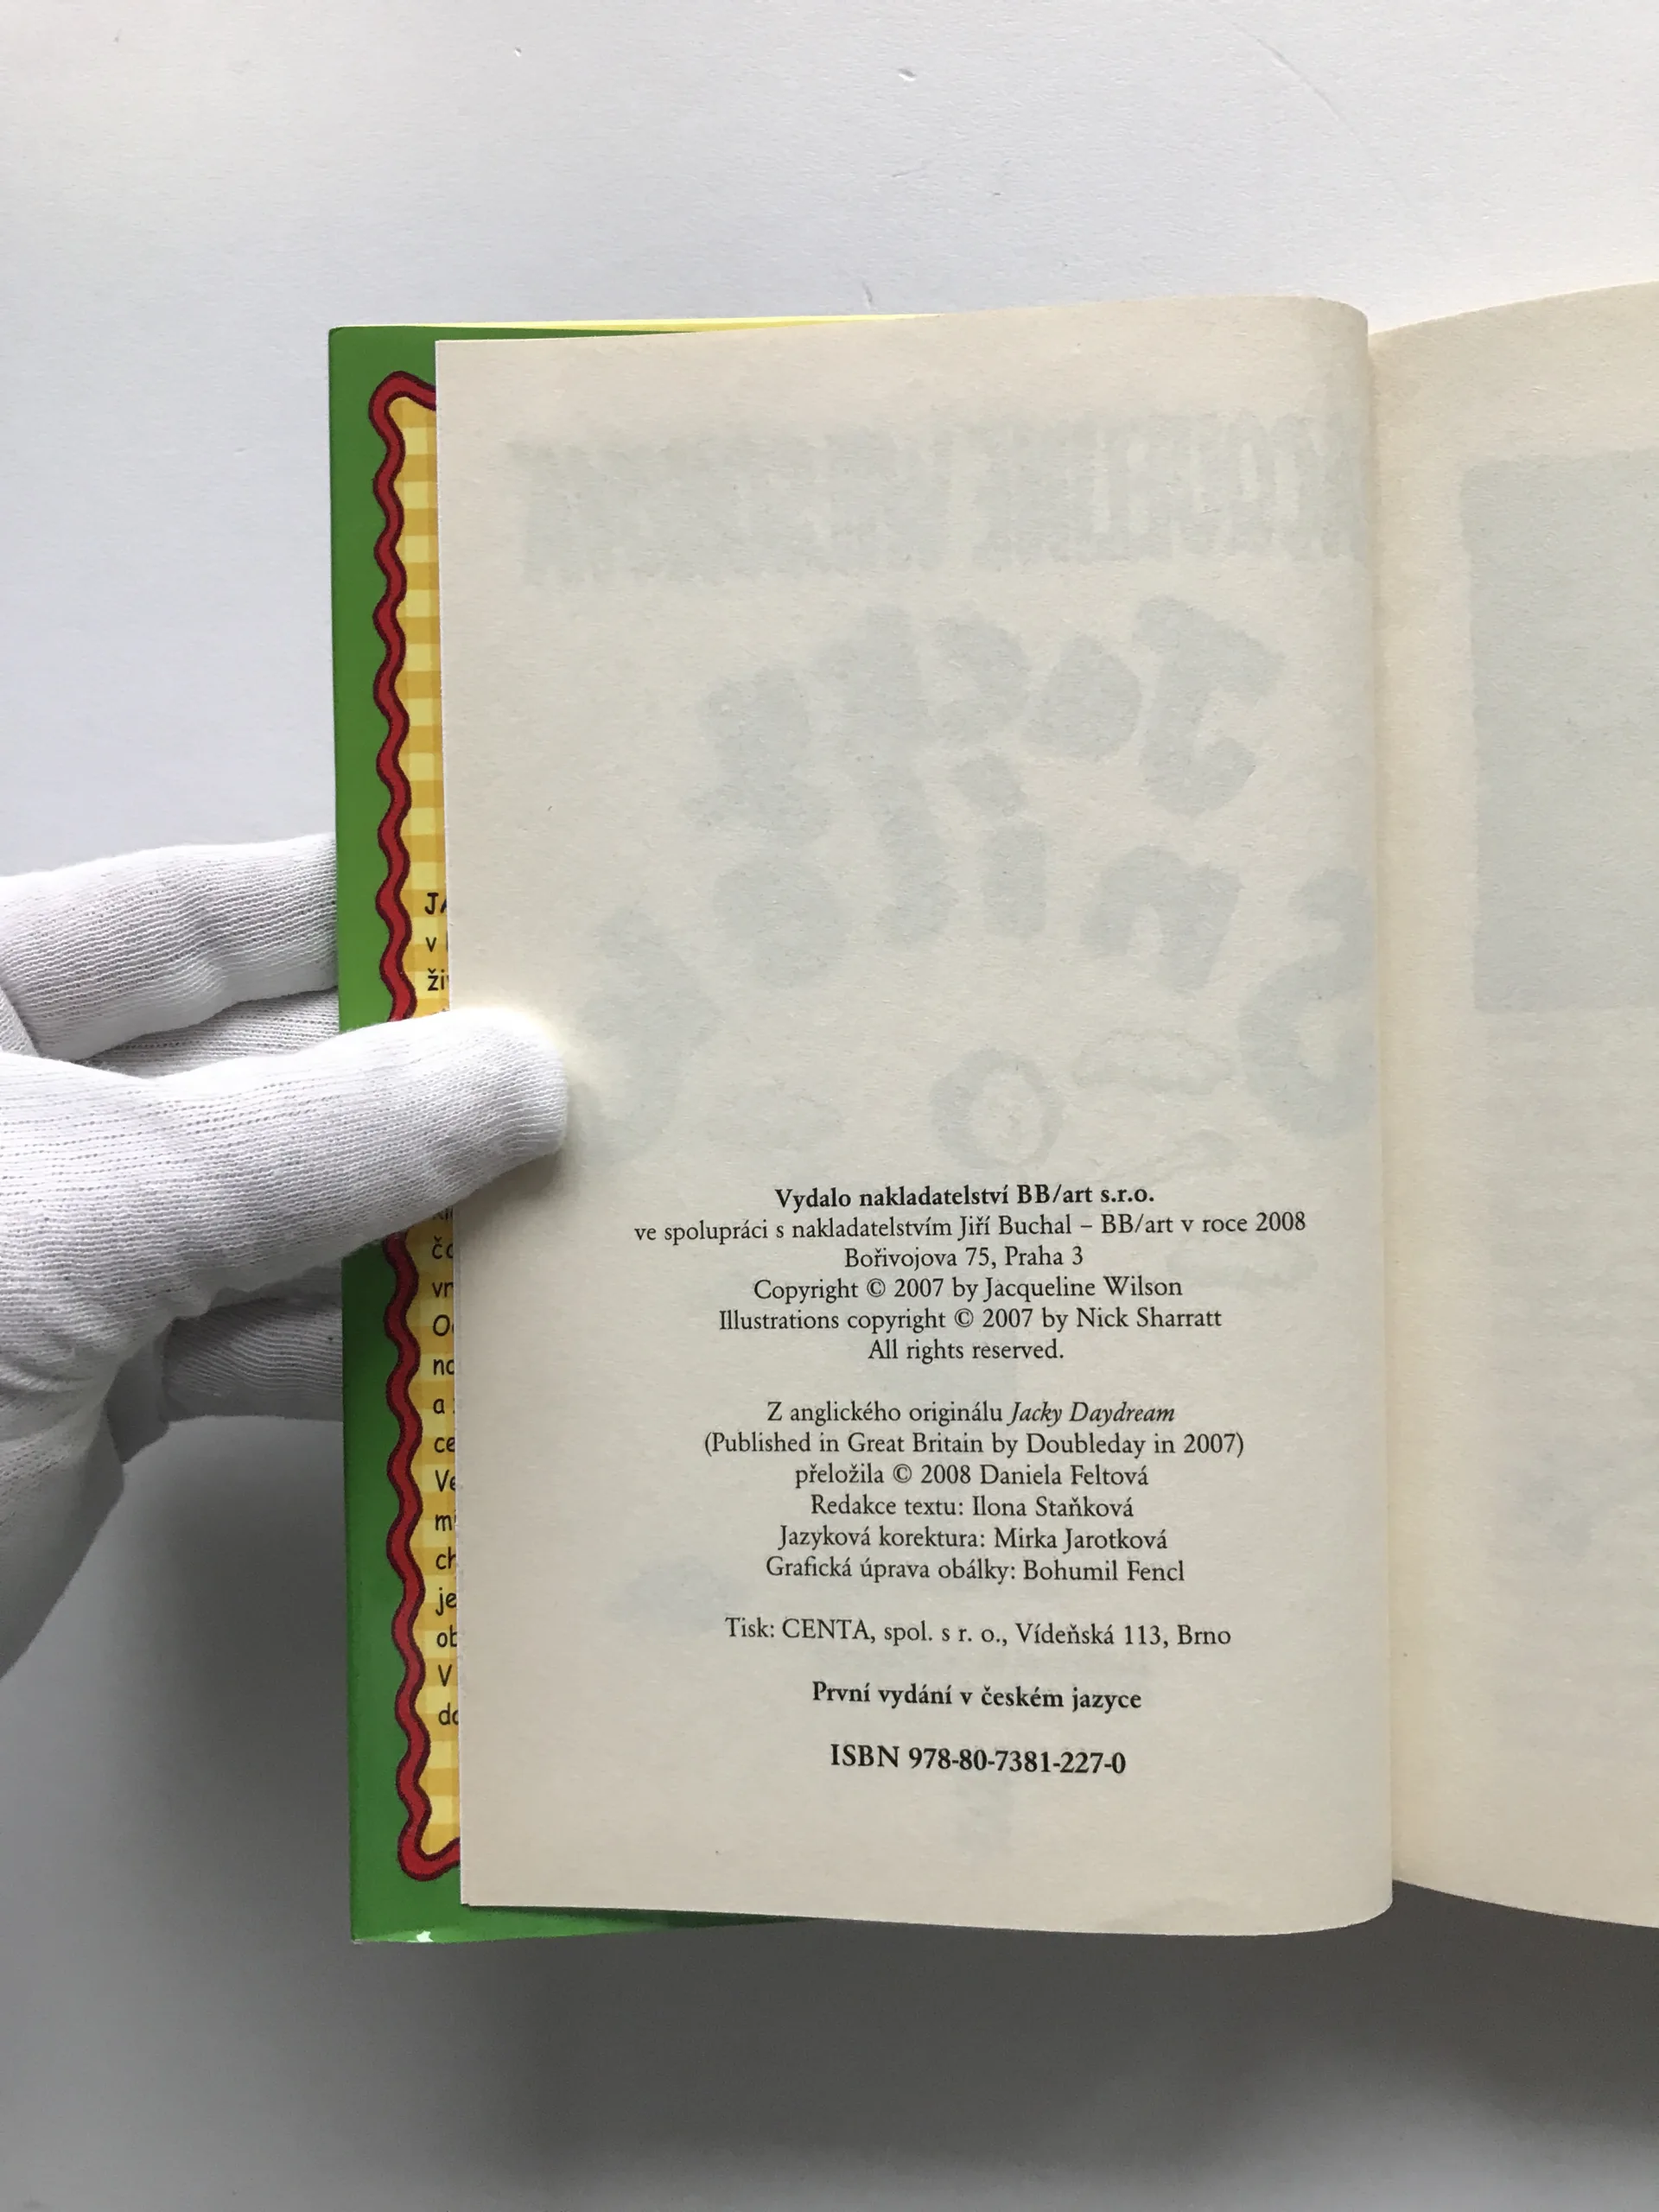 Vydalo nakladatelství BB/art s.r.o.
ve spolupráci s nakladatelstvím Jiří Buchal – BB/art v roce 2008
Bořivojova 75, Praha 3
Copyright © 2007 by Jacqueline Wilson
Illustrations copyright © 2007 by Nick Sharratt
All rights reserved.
Z anglického originálu Jacky Daydream
(Published in Great Britain by Doubleday in 2007)
přeložila © 2008 Daniela Feltová
Redakce textu: Ilona Staňková
Jazyková korektura: Mirka Jarotková
Grafická úprava obálky: Bohumil Fencl
Tisk: CENTA, spol. s r. o., Vídeňská 113, Brno
První vydání v českém jazyce
ISBN 978-80-7381-227-0